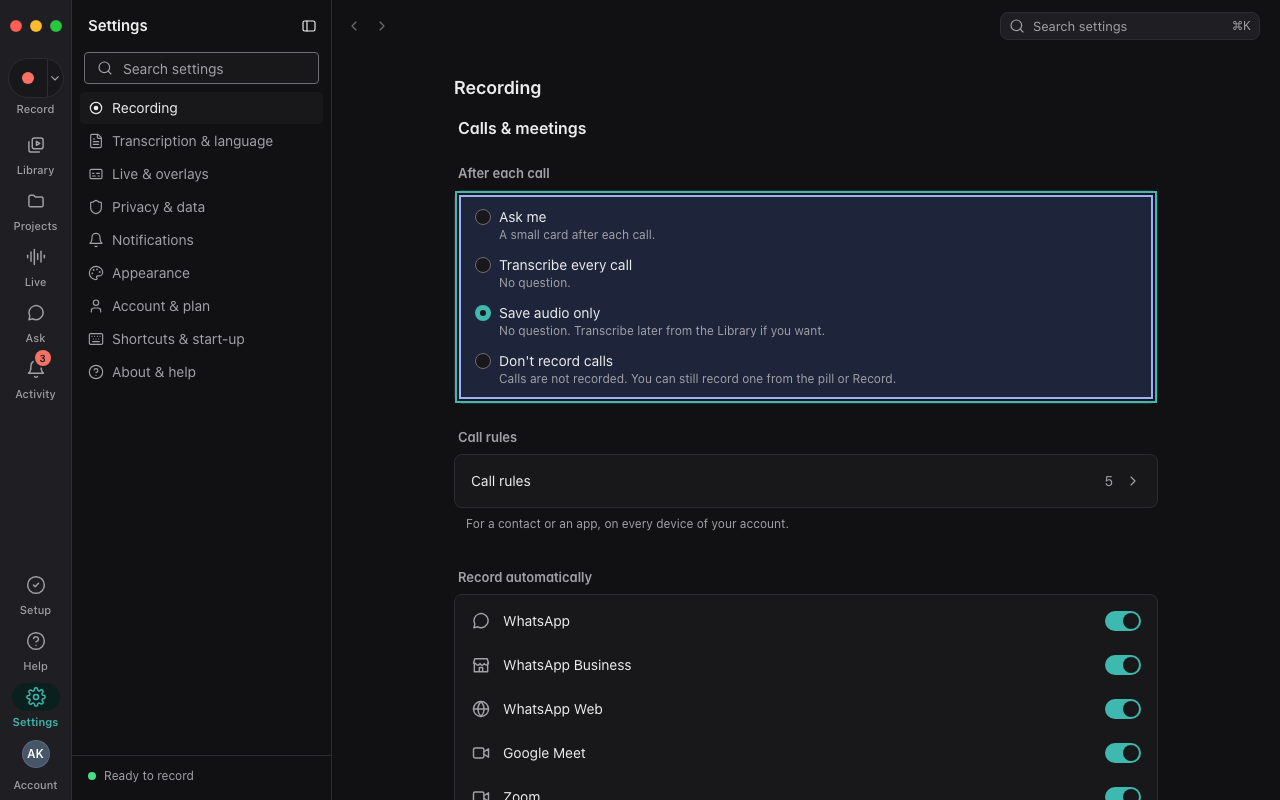 Settings
Search settings
⌘K
Search settings
Record
Library
Projects
Live
Ask
3
Activity
Setup
Help
Settings
AK
Account
Recording
Transcription & language
Live & overlays
Privacy & data
Notifications
Appearance
Account & plan
Shortcuts & start-up
About & help
Ready to record
Recording
Calls & meetings
After each call
Ask me
A small card after each call.
Transcribe every call
No question.
Save audio only
No question. Transcribe later from the Library if you want.
Don't record calls
Calls are not recorded. You can still record one from the pill or Record.
Call rules
Call rules 5
For a contact or an app, on every device of your account.
Record automatically
WhatsApp
WhatsApp Business
WhatsApp Web
Google Meet
Zoom